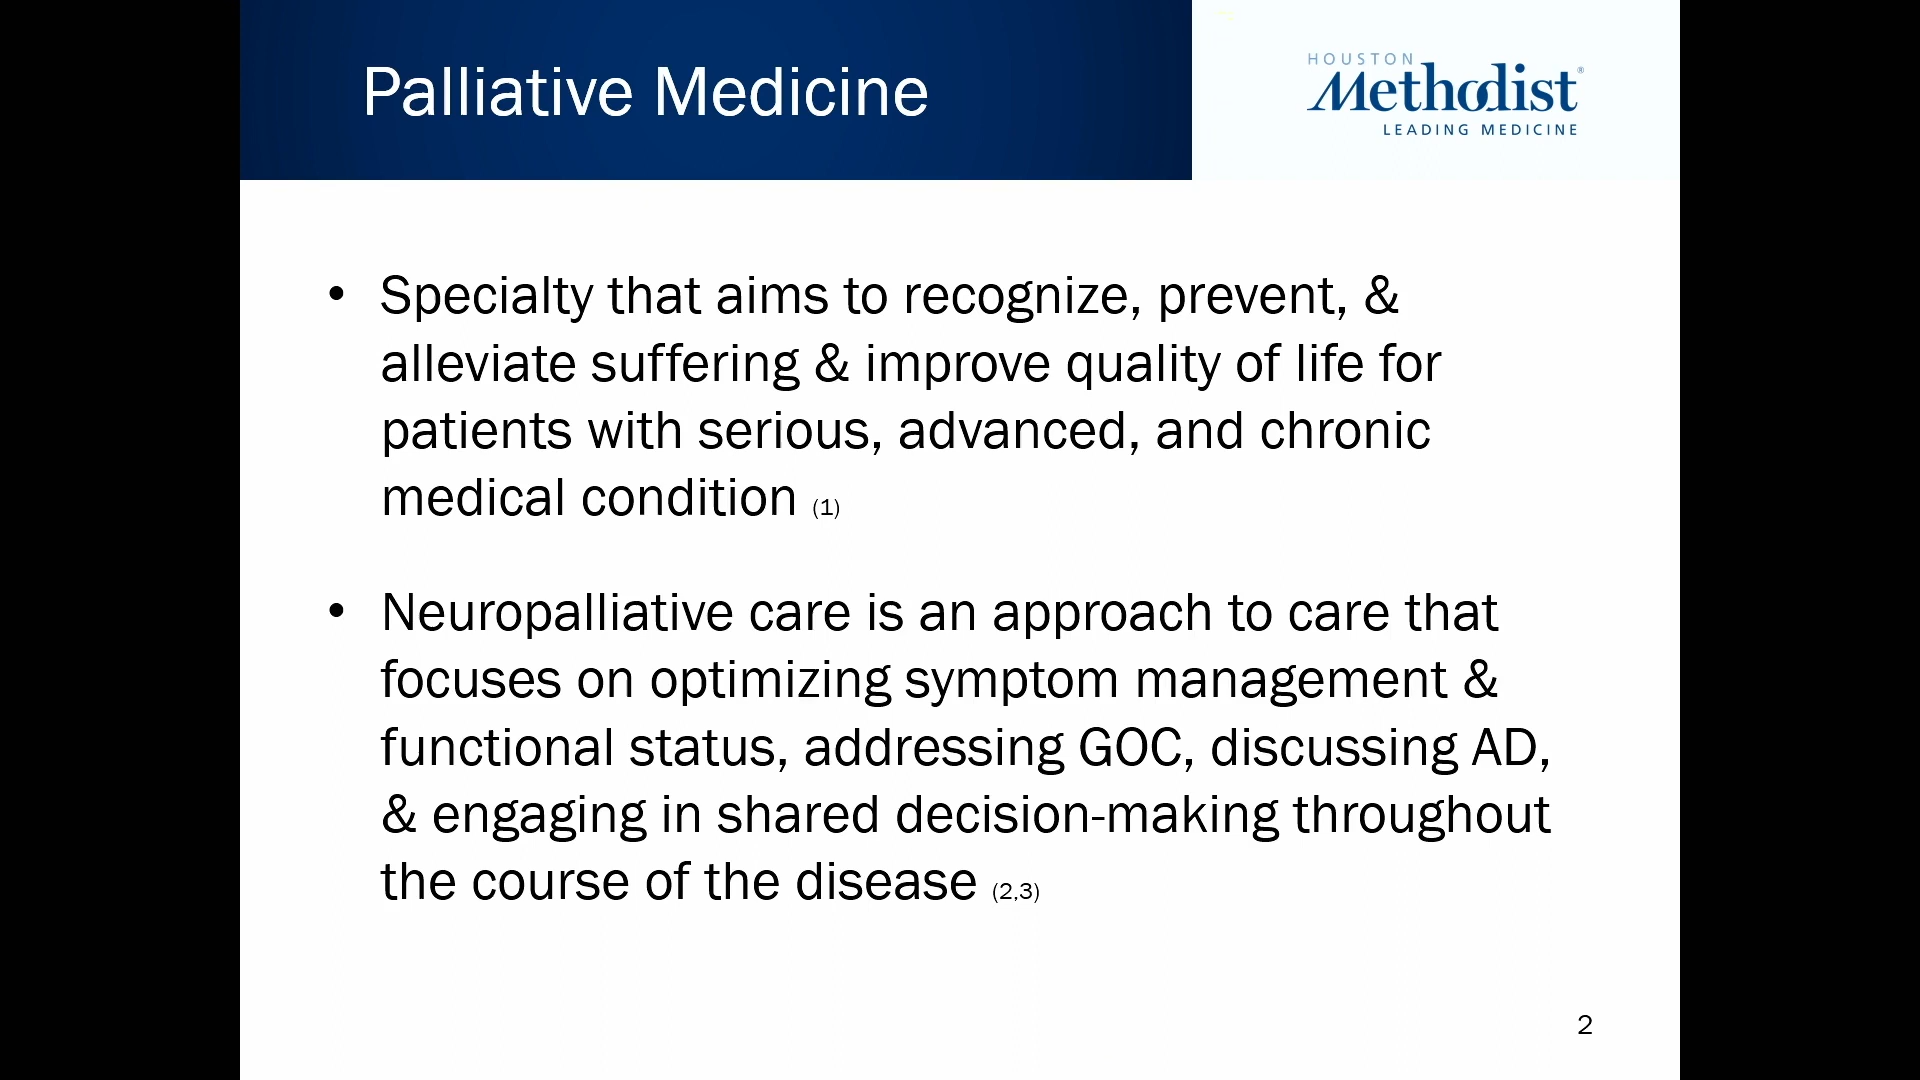 Palliative Medicine
HOUSTON
Methodist®
LEADING MEDICINE
• Specialty that aims to recognize, prevent, &
alleviate suffering & improve quality of life for
patients with serious, advanced, and chronic
medical condition (1)
• Neuropalliative care is an approach to care that
focuses on optimizing symptom management &
functional status, addressing GOC, discussing AD,
& engaging in shared decision-making throughout
the course of the disease (2,3)
2